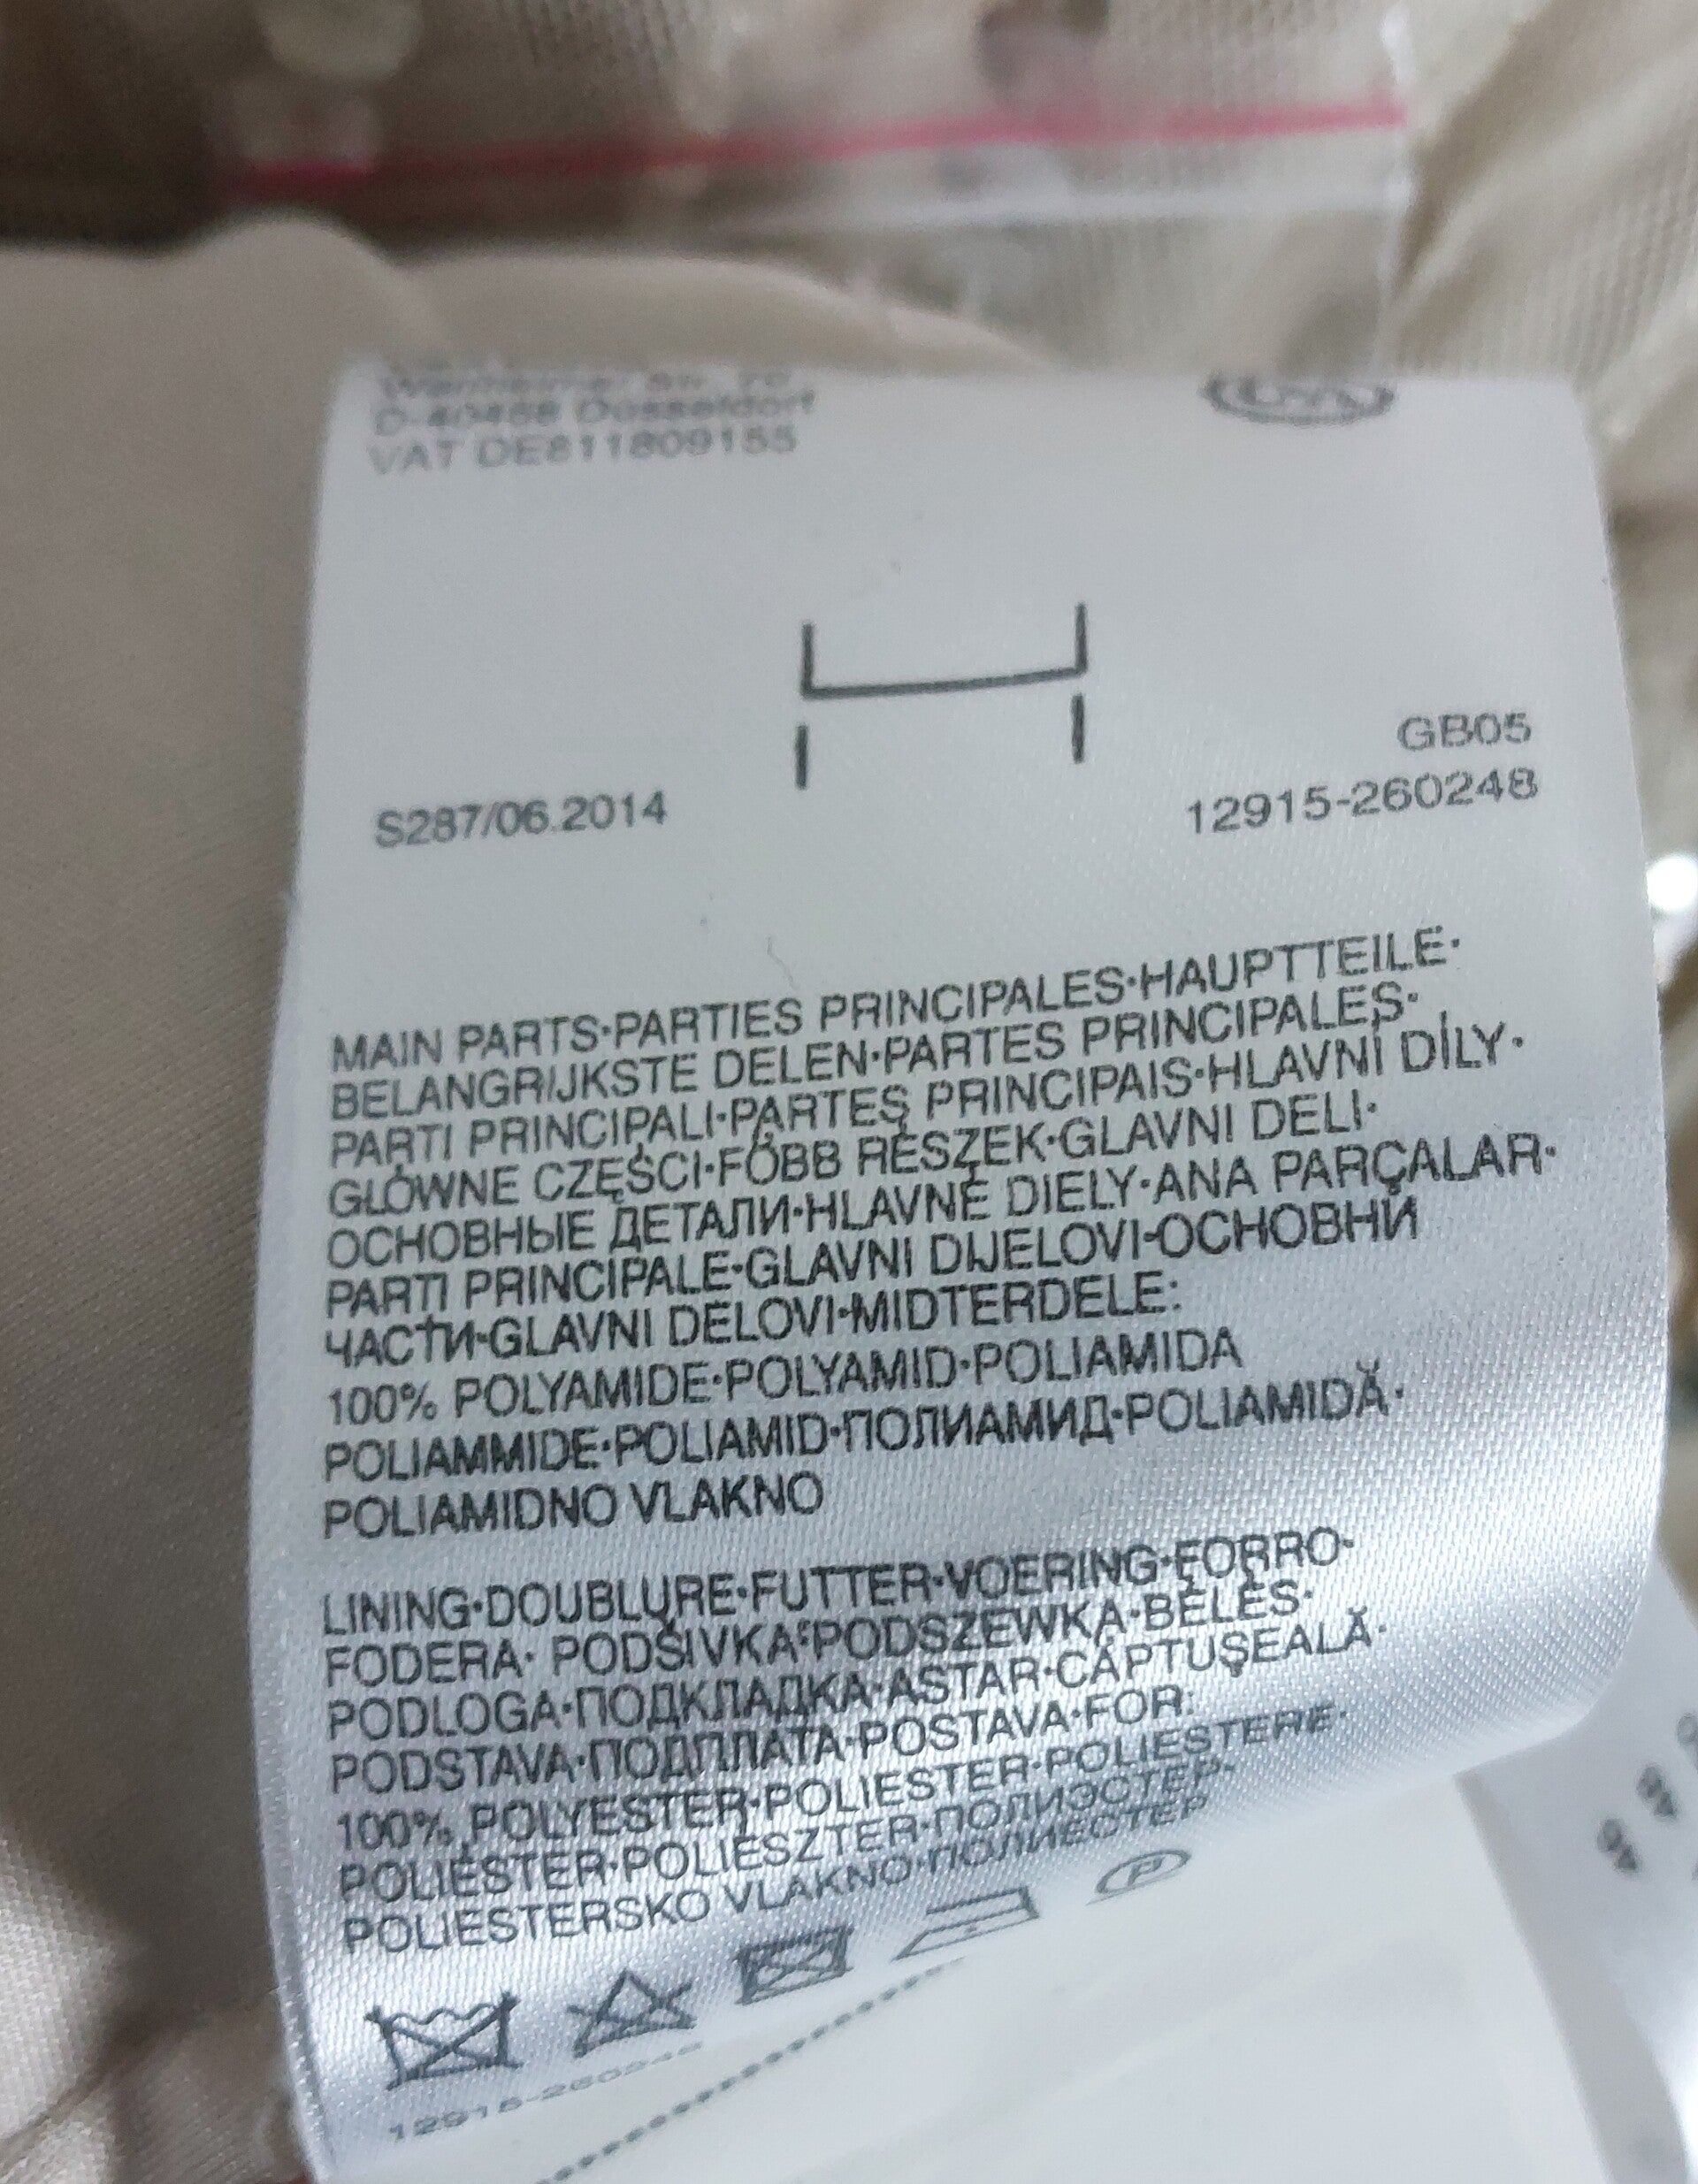 D-40468 Düsseldorf
VAT DE811809155
GB05
S287/06.2014
12915-260248
MAIN PARTS·PARTIES PRINCIPALES·HAUPTTEILE·
BELANGRIJKSTE DELEN·PARTES PRINCIPALES·
PARTI PRINCIPALI·PARTES PRINCIPAIS·HLAVNÍ DÍLY·
GŁÓWNE CZĘŚCI·FŐBB RÉSZEK·GLAVNI DELI·
ОСНОВНЫЕ ДЕТАЛИ·HLAVNÉ DIELY·ANA PARÇALAR·
PARTI PRINCIPALE·GLAVNI DIJELOVI·ОСНОВНИ
ЧАСТИ·GLAVNI DELOVI·MIDTERDELE:
100% POLYAMIDE·POLYAMID·POLIAMIDA
POLIAMMIDE·POLIAMID·ПОЛИАМИД·POLIAMIDĂ·
POLIAMIDNO VLAKNO
LINING·DOUBLURE·FUTTER·VOERING·FORRO·
FODERA· PODŠÍVKA·PODSZEWKA·BÉLÉS·
PODLOGA·ПОДКЛАДКА·ASTAR·CĂPTUŞEALĂ·
PODSTAVA·ПОДПЛАТА·POSTAVA·FOR:
100% POLYESTER·POLIESTER·POLIESTERE·
POLIÉSTER·POLIÉSZTER·ПОЛИЭСТЕР·
POLIESTERSKO VLAKNO·ПОЛИЕСТЕР
P
12915-260248